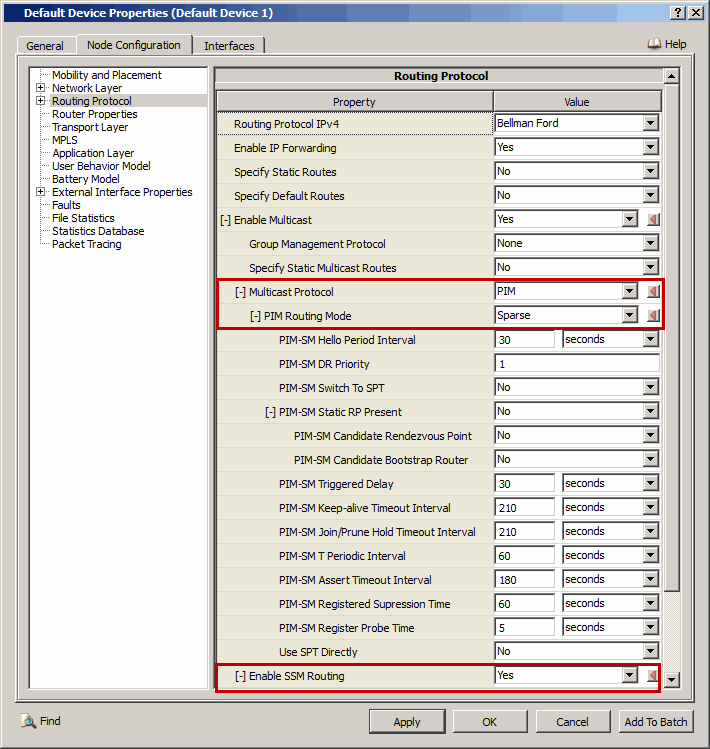 Default Device Properties (Default Device 1)
General
Node Configuration
Interfaces
Help
Mobility and Placement
Network Layer
Routing Protocol
Router Properties
Transport Layer
MPLS
Application Layer
User Behavior Model
Battery Model
External Interface Properties
Faults
File Statistics
Statistics Database
Packet Tracing
Routing Protocol
Property Value
Routing Protocol IPv4 Bellman Ford
Enable IP Forwarding Yes
Specify Static Routes No
Specify Default Routes No
[-] Enable Multicast Yes
Group Management Protocol None
Specify Static Multicast Routes No
[-] Multicast Protocol PIM
[-] PIM Routing Mode Sparse
PIM-SM Hello Period Interval 30 seconds
PIM-SM DR Priority 1
PIM-SM Switch To SPT No
[-] PIM-SM Static RP Present No
PIM-SM Candidate Rendezvous Point No
PIM-SM Candidate Bootstrap Router No
PIM-SM Triggered Delay 30 seconds
PIM-SM Keep-alive Timeout Interval 210 seconds
PIM-SM Join/Prune Hold Timeout Interval 210 seconds
PIM-SM T Periodic Interval 60 seconds
PIM-SM Assert Timeout Interval 180 seconds
PIM-SM Registered Supression Time 60 seconds
PIM-SM Register Probe Time 5 seconds
Use SPT Directly No
[-] Enable SSM Routing Yes
Find
Apply
OK
Cancel
Add To Batch